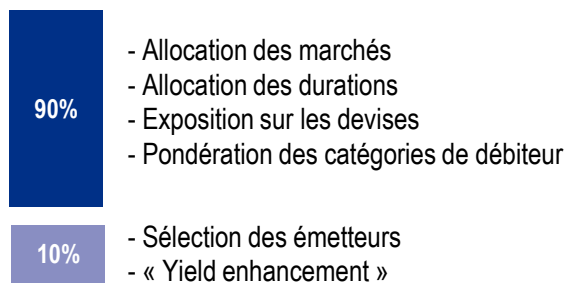 90%
- Allocation des marchés
- Allocation des durations
- Exposition sur les devises
- Pondération des catégories de débiteur
10%
- Sélection des émetteurs
- « Yield enhancement »